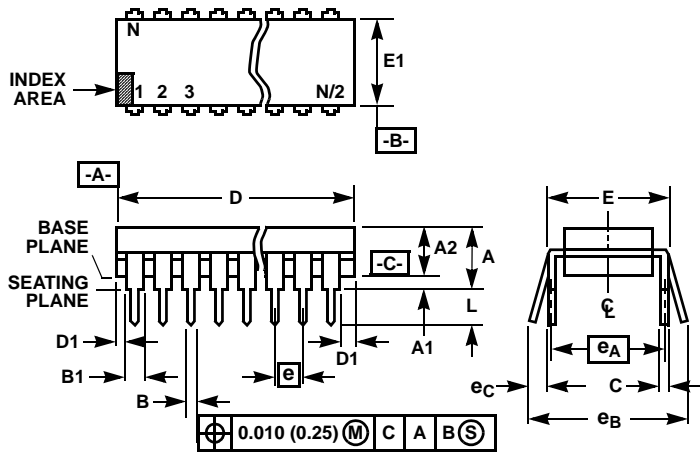 N
E1
INDEX
AREA
1 2 3 N/2
-B-
-A-
D
E
BASE
PLANE
A2
A
-C-
SEATING
PLANE
L
C
L
D1
A1
D1
eA
B1
e
eC
C
B
eB
0.010 (0.25) M C A B S